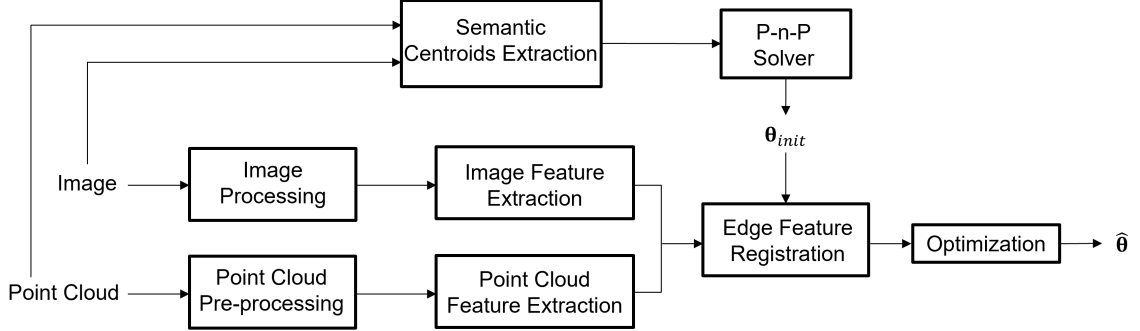 Semantic
Centroids Extraction
P-n-P
Solver
θ_init
Image
Image
Processing
Image Feature
Extraction
Edge Feature
Registration
Optimization
θ̂
Point Cloud
Point Cloud
Pre-processing
Point Cloud
Feature Extraction